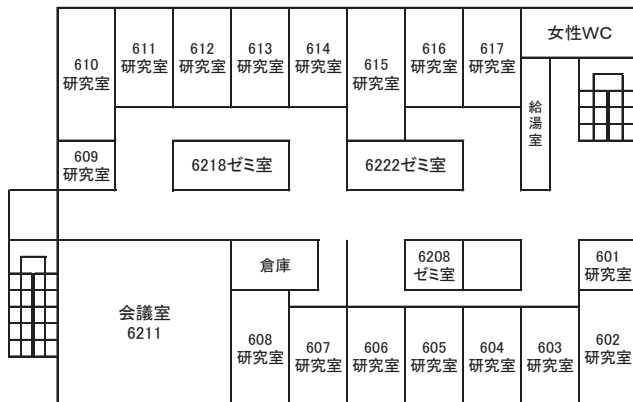 610
研究室
611
研究室
612
研究室
613
研究室
614
研究室
615
研究室
616
研究室
617
研究室
女性WC
給湯室
609
研究室
6218ゼミ室
6222ゼミ室
倉庫
6208
ゼミ室
601
研究室
会議室
6211
608
研究室
607
研究室
606
研究室
605
研究室
604
研究室
603
研究室
602
研究室